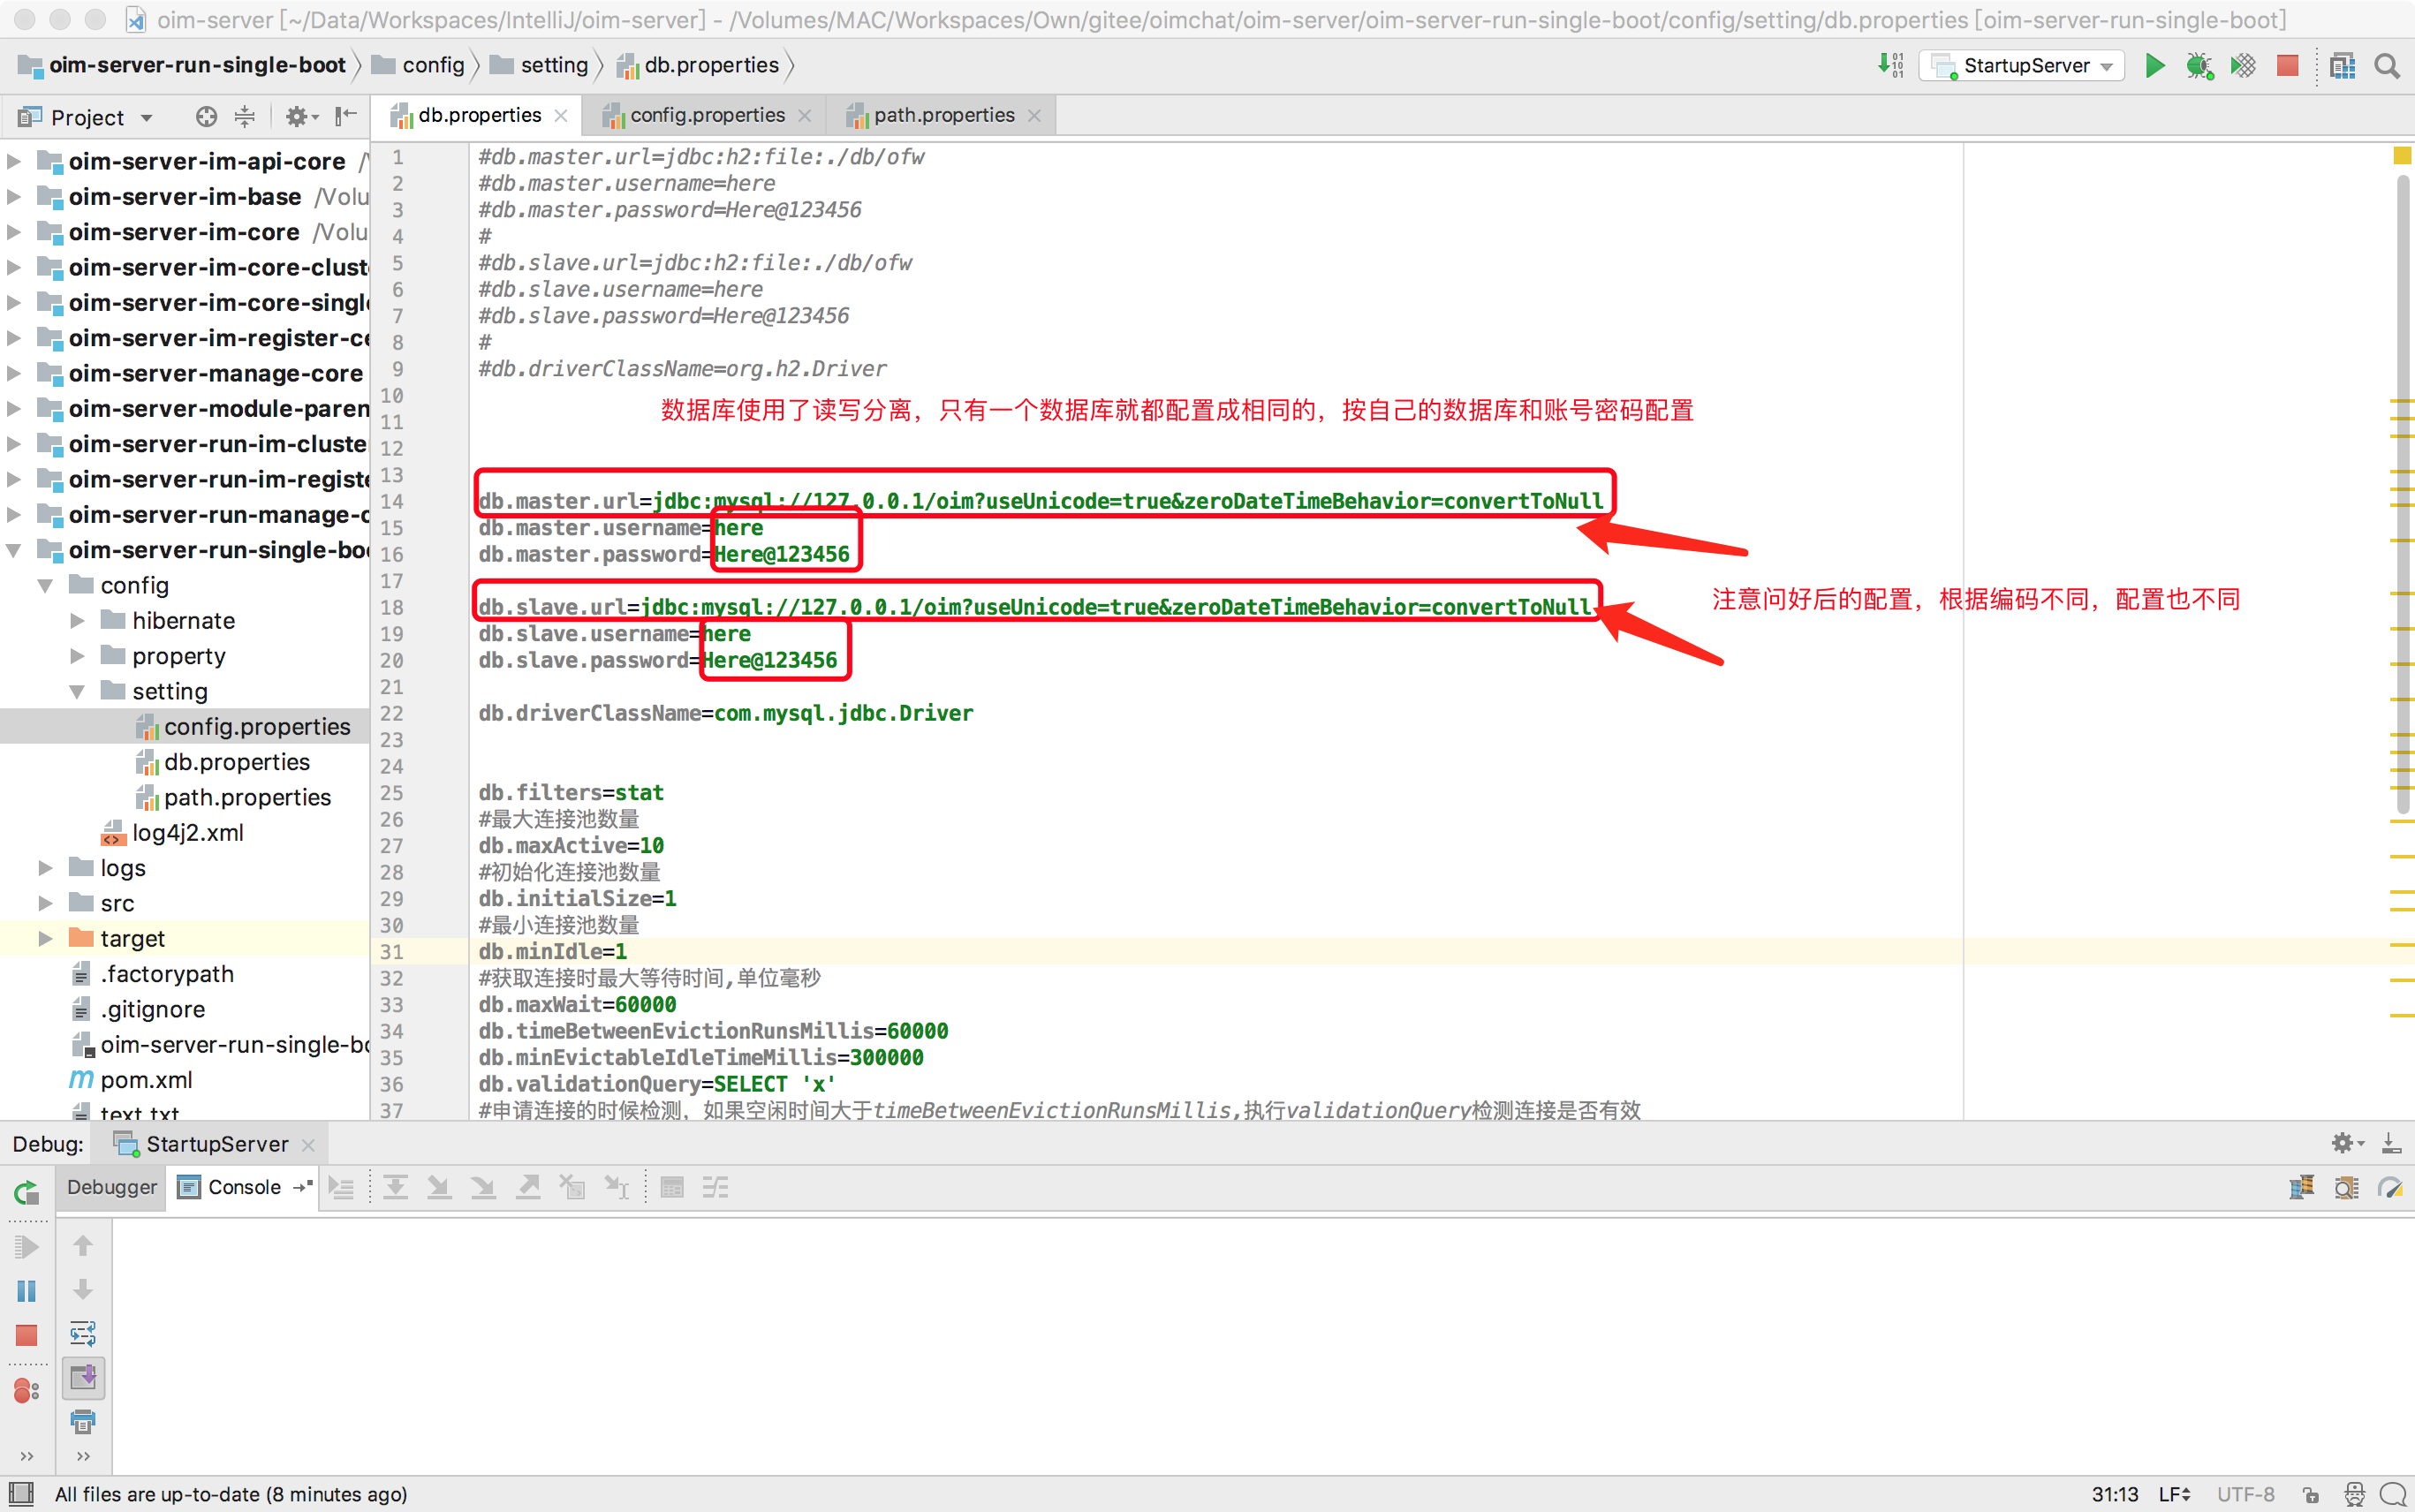 oim-server [~/Data/Workspaces/IntelliJ/oim-server] - /Volumes/MAC/Workspaces/Own/gitee/oimchat/oim-server/oim-server-run-single-boot/config/setting/db.properties [oim-server-run-single-boot]
oim-server-run-single-boot config setting db.properties StartupServer
Project db.properties config.properties path.properties
oim-server-im-api-core /
oim-server-im-base /Volu
oim-server-im-core /Volu
oim-server-im-core-clust
oim-server-im-core-single
oim-server-im-register-ce
oim-server-manage-core
oim-server-module-paren
oim-server-run-im-cluster
oim-server-run-im-registe
oim-server-run-manage-c
oim-server-run-single-boo
config
hibernate
property
setting
config.properties
db.properties
path.properties
log4j2.xml
logs
src
target
.factorypath
.gitignore
oim-server-run-single-bo
pom.xml
text.txt
1 #db.master.url=jdbc:h2:file:./db/ofw
2 #db.master.username=here
3 #db.master.password=Here@123456
4 #
5 #db.slave.url=jdbc:h2:file:./db/ofw
6 #db.slave.username=here
7 #db.slave.password=Here@123456
8 #
9 #db.driverClassName=org.h2.Driver
10
数据库使用了读写分离，只有一个数据库就都配置成相同的，按自己的数据库和账号密码配置
11
12
13
14 db.master.url=jdbc:mysql://127.0.0.1/oim?useUnicode=true&zeroDateTimeBehavior=convertToNull
15 db.master.username=here
16 db.master.password=Here@123456
17
注意问好后的配置，根据编码不同，配置也不同
18 db.slave.url=jdbc:mysql://127.0.0.1/oim?useUnicode=true&zeroDateTimeBehavior=convertToNull
19 db.slave.username=here
20 db.slave.password=Here@123456
21
22 db.driverClassName=com.mysql.jdbc.Driver
23
24
25 db.filters=stat
26 #最大连接池数量
27 db.maxActive=10
28 #初始化连接池数量
29 db.initialSize=1
30 #最小连接池数量
31 db.minIdle=1
32 #获取连接时最大等待时间,单位毫秒
33 db.maxWait=60000
34 db.timeBetweenEvictionRunsMillis=60000
35 db.minEvictableIdleTimeMillis=300000
36 db.validationQuery=SELECT 'x'
37 #申请连接的时候检测，如果空闲时间大于timeBetweenEvictionRunsMillis,执行validationQuery检测连接是否有效
Debug: StartupServer
Debugger Console
All files are up-to-date (8 minutes ago) 31:13 LF UTF-8